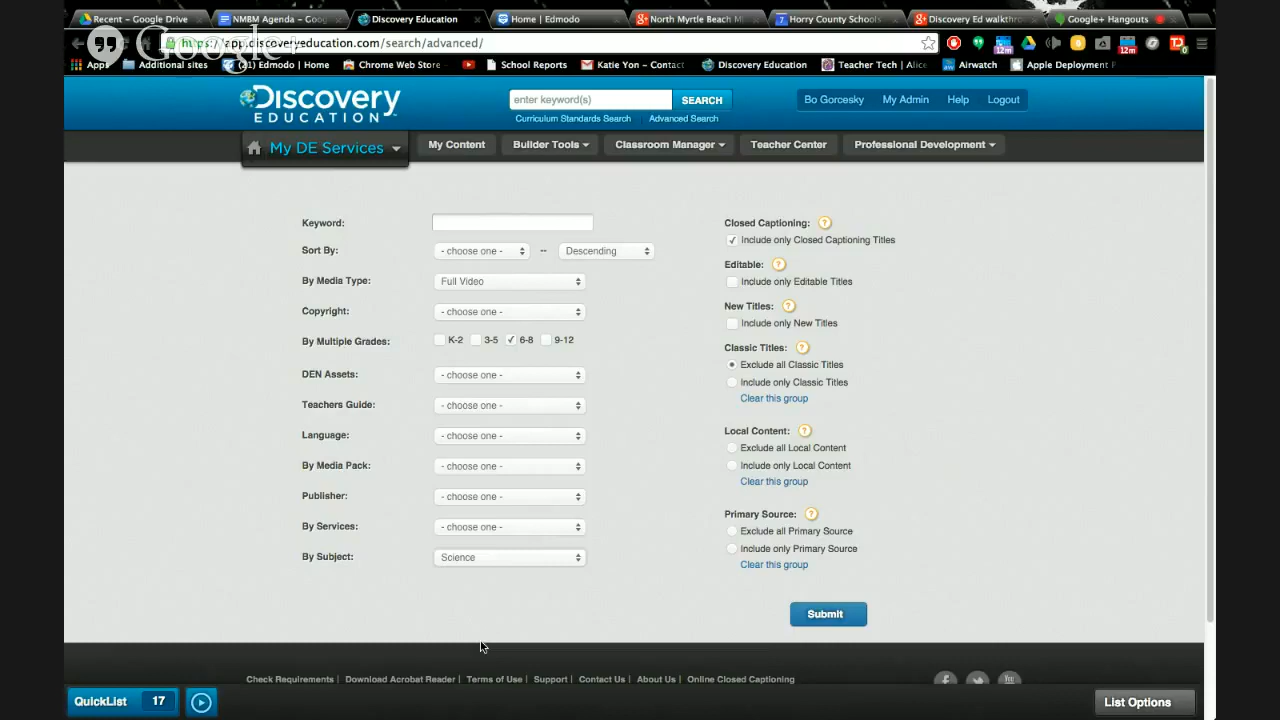 Recent - Google Drive
NMBM Agenda - Goog
Discovery Education
Home | Edmodo
North Myrtle Beach M
Horry County Schools
Discovery Ed walkthro
Google+ Hangouts
Google+
https://app.discoveryeducation.com/search/advanced/
Apps
Additional sites
(1) Edmodo | Home
Chrome Web Store
School Reports
Katie Yon - Contact
Discovery Education
Teacher Tech | Alice
Airwatch
Apple Deployment P
Discovery
EDUCATION
enter keyword(s)
SEARCH
Curriculum Standards Search
Advanced Search
Bo Gorcesky
My Admin
Help
Logout
My DE Services
My Content
Builder Tools
Classroom Manager
Teacher Center
Professional Development
Keyword:
Sort By:
- choose one -
--
Descending
By Media Type:
Full Video
Copyright:
- choose one -
By Multiple Grades:
K-2
3-5
6-8
9-12
DEN Assets:
- choose one -
Teachers Guide:
- choose one -
Language:
- choose one -
By Media Pack:
- choose one -
Publisher:
- choose one -
By Services:
- choose one -
By Subject:
Science
Closed Captioning: ?
Include only Closed Captioning Titles
Editable: ?
Include only Editable Titles
New Titles: ?
Include only New Titles
Classic Titles: ?
Exclude all Classic Titles
Include only Classic Titles
Clear this group
Local Content: ?
Exclude all Local Content
Include only Local Content
Clear this group
Primary Source: ?
Exclude all Primary Source
Include only Primary Source
Clear this group
Submit
Check Requirements | Download Acrobat Reader | Terms of Use | Support | Contact Us | About Us | Online Closed Captioning
QuickList 17
List Options